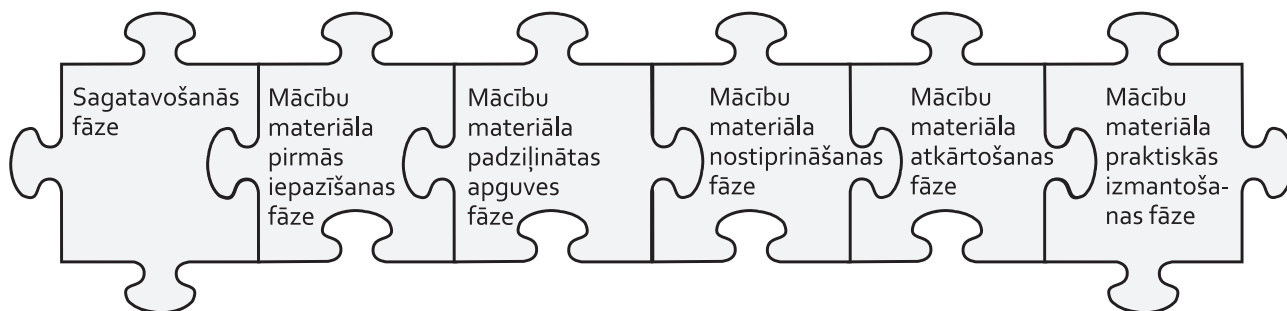 Sagatavošanās
fāze
Mācību
materiāla
pirmās
iepazīšanas
fāze
Mācību
materiāla
padziļinātas
apguves
fāze
Mācību
materiāla
nostiprināšanas
fāze
Mācību
materiāla
atkārtošanas
fāze
Mācību
materiāla
praktiskās
izmantoša-
nas fāze